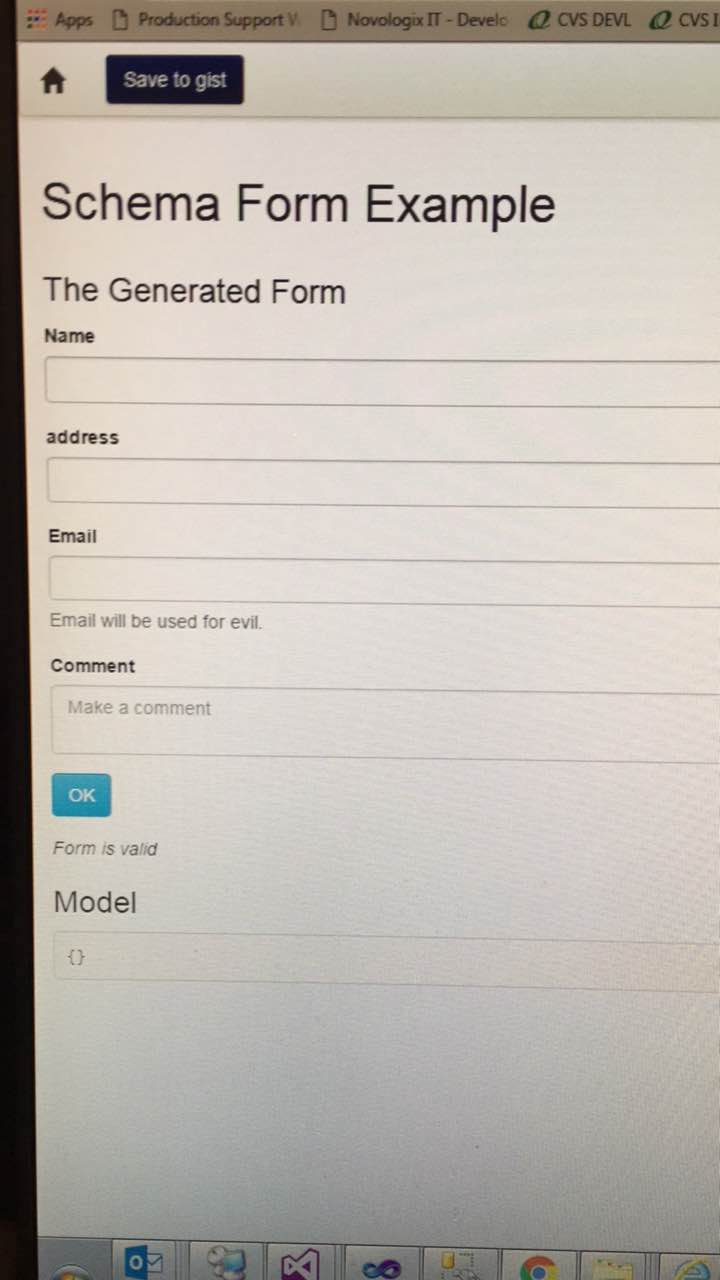 Apps Production Support Novologix IT - Develo CVS DEVL CVS
Save to gist
Schema Form Example
The Generated Form
Name
address
Email
Email will be used for evil.
Comment
Make a comment
OK
Form is valid
Model
{}